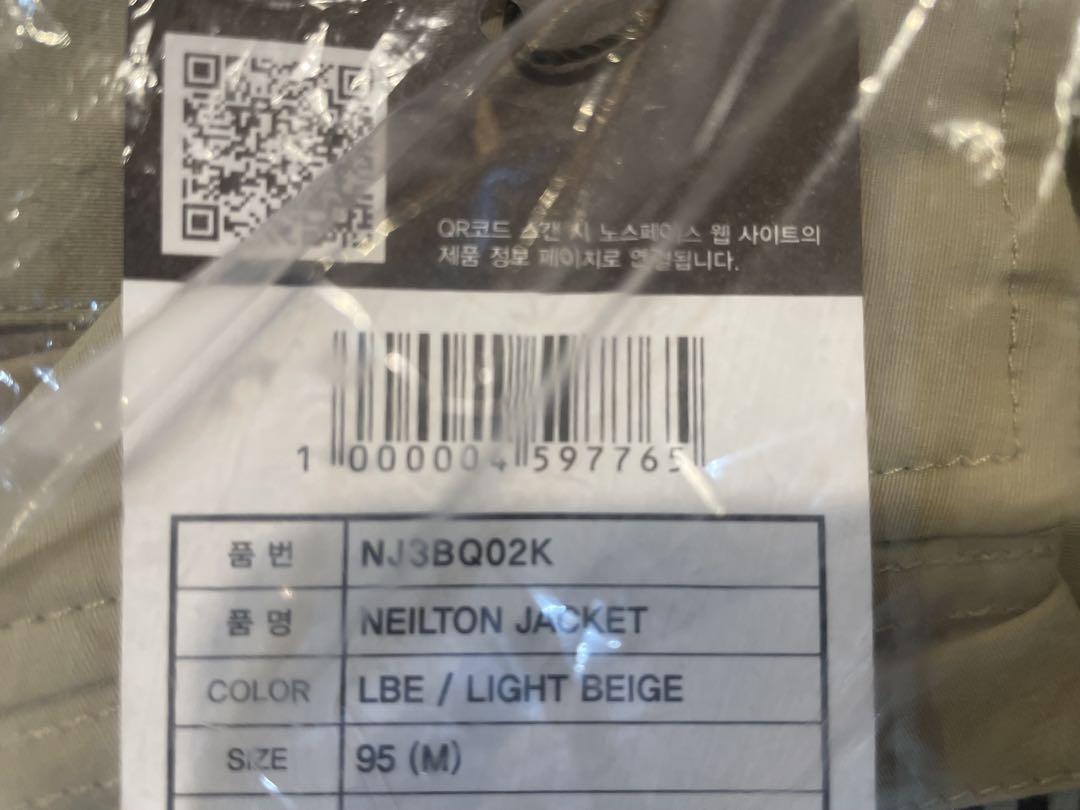 QR코드 스캔 시 노스페이스 웹 사이트의
제품 정보 페이지로 연결됩니다.
1 000004 597765
품 번 NJ3BQ02K
품 명 NEILTON JACKET
COLOR LBE / LIGHT BEIGE
SIZE 95 (M)